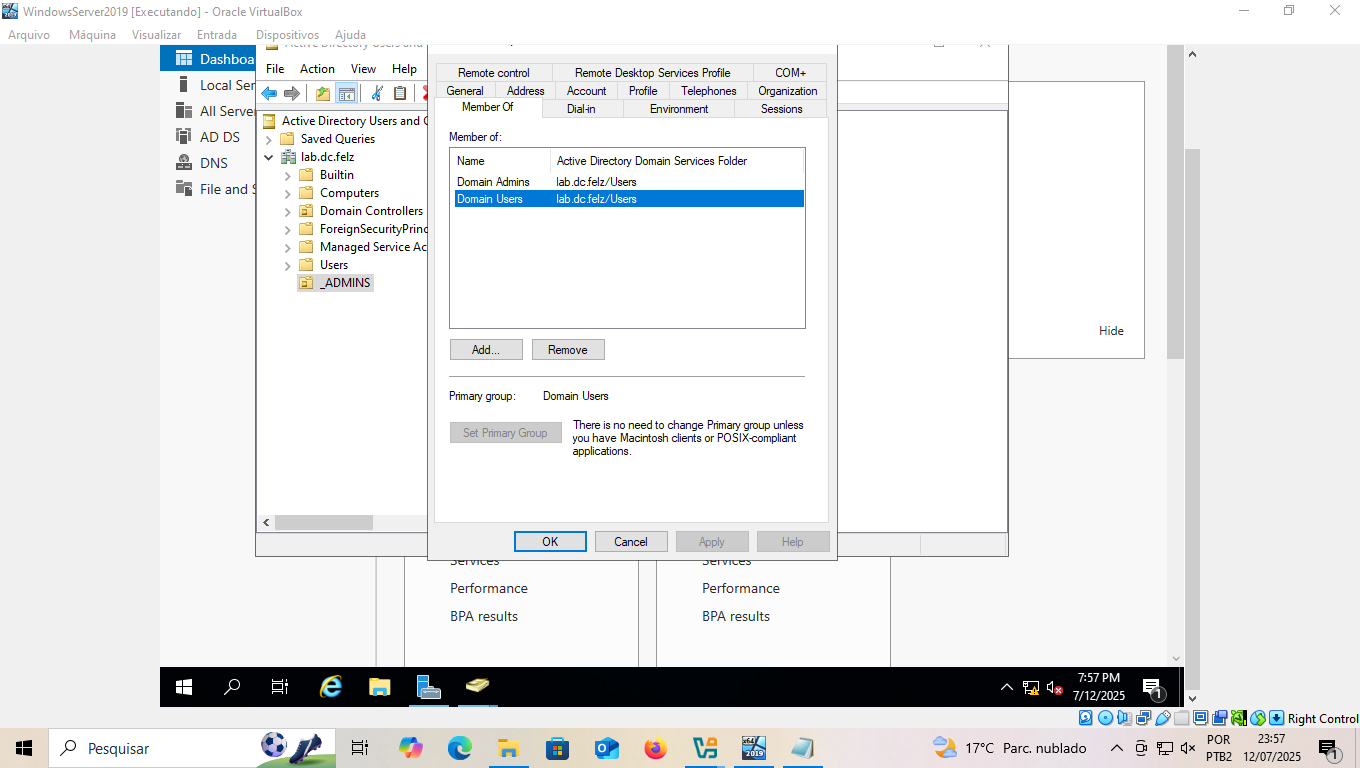 WindowsServer2019 [Executando] - Oracle VirtualBox
Arquivo Máquina Visualizar Entrada Dispositivos Ajuda
Dashboa
Local Ser
All Server
AD DS
DNS
File and S
Active Directory Users and
File Action View Help
Active Directory Users and C
Saved Queries
lab.dc.felz
Builtin
Computers
Domain Controllers
ForeignSecurityPrinc
Managed Service Ac
Users
_ADMINS
Remote control Remote Desktop Services Profile COM+
General Address Account Profile Telephones Organization
Member Of Dial-in Environment Sessions
Member of:
Name Active Directory Domain Services Folder
Domain Admins lab.dc.felz/Users
Domain Users lab.dc.felz/Users
Add... Remove
Primary group: Domain Users
Set Primary Group
There is no need to change Primary group unless
you have Macintosh clients or POSIX-compliant
applications.
OK Cancel Apply Help
Hide
Services Services
Performance Performance
BPA results BPA results
7:57 PM
7/12/2025
1
Right Control
Pesquisar
x64
2019
17°C Parc. nublado
POR
PTB2
23:57
12/07/2025
1